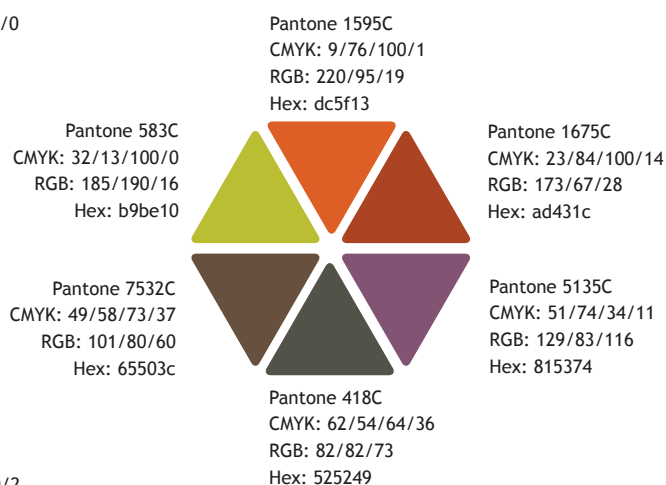 /0
Pantone 1595C
CMYK: 9/76/100/1
RGB: 220/95/19
Hex: dc5f13
Pantone 583C
CMYK: 32/13/100/0
RGB: 185/190/16
Hex: b9be10
Pantone 1675C
CMYK: 23/84/100/14
RGB: 173/67/28
Hex: ad431c
Pantone 7532C
CMYK: 49/58/73/37
RGB: 101/80/60
Hex: 65503c
Pantone 5135C
CMYK: 51/74/34/11
RGB: 129/83/116
Hex: 815374
Pantone 418C
CMYK: 62/54/64/36
RGB: 82/82/73
Hex: 525249